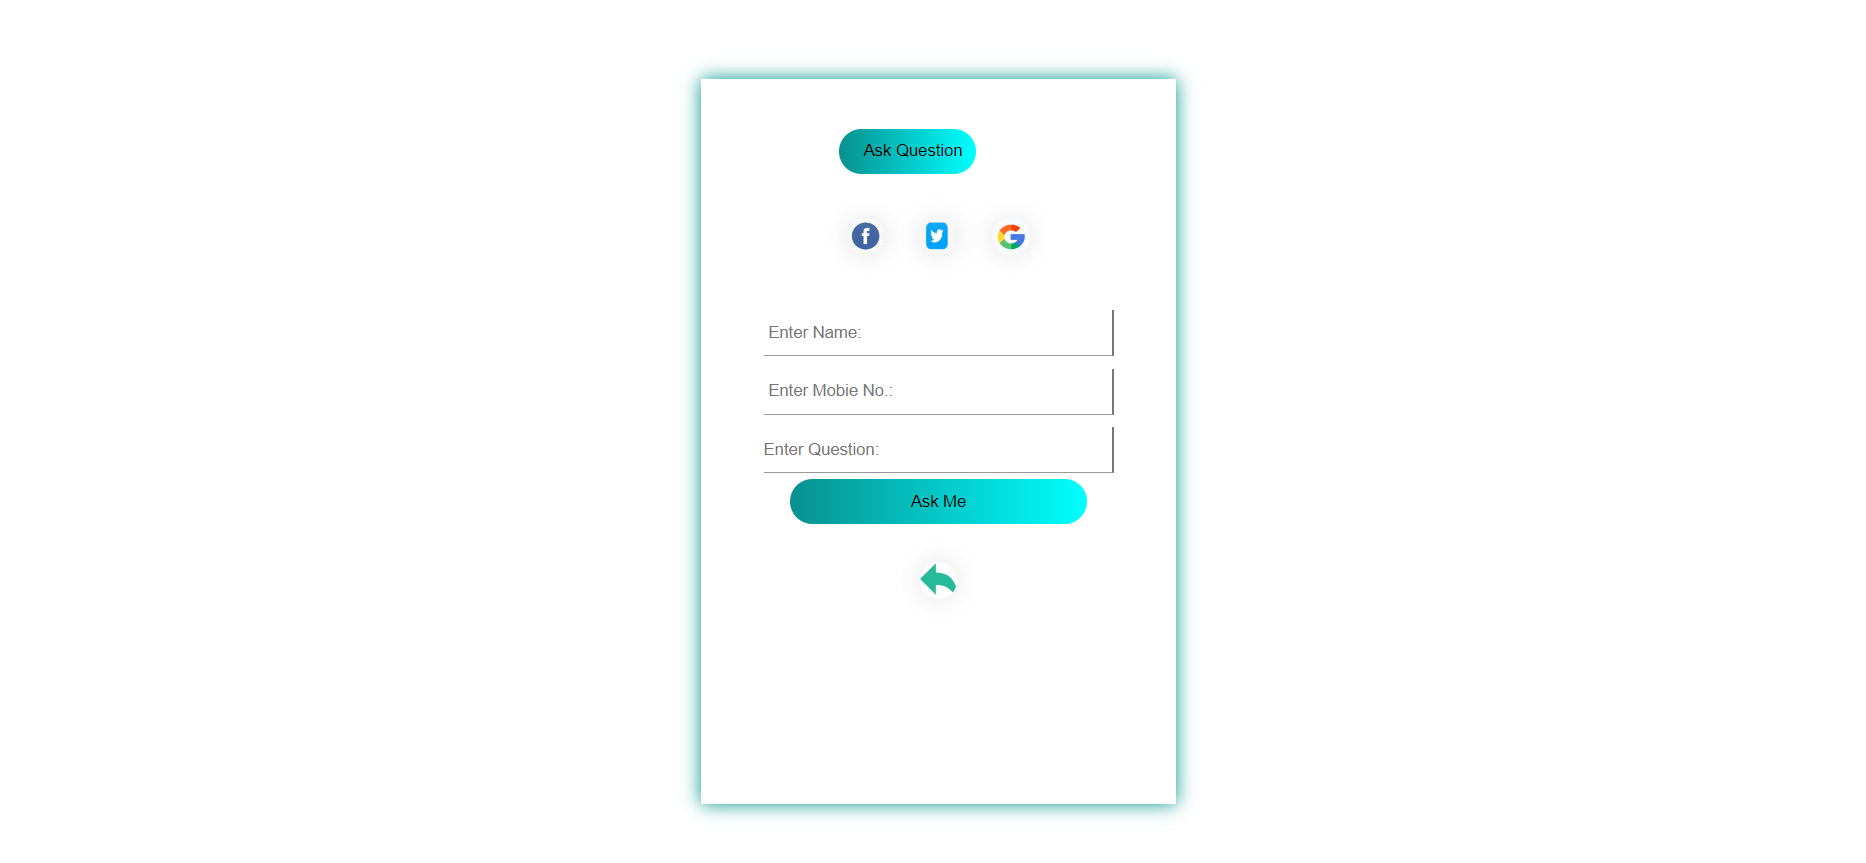 Ask Question
Enter Name:
Enter Mobie No.:
Enter Question:
Ask Me